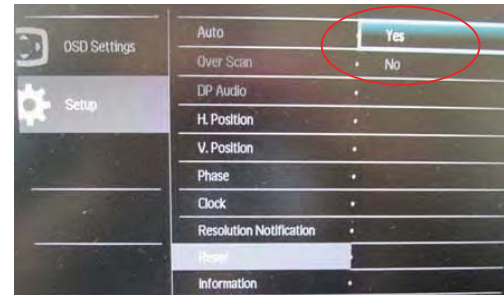 OSD Settings
Setup
Auto
Over Scan
DP Audio
H. Position
V. Position
Phase
Clock
Resolution Notification
Reset
Information
Yes
No